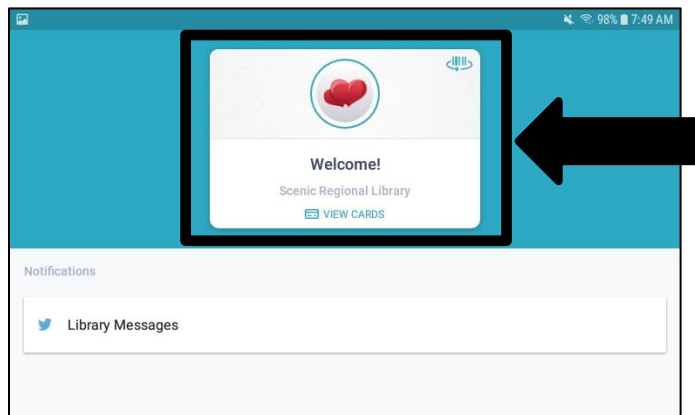 98% 7:49 AM
Welcome!
Scenic Regional Library
VIEW CARDS
Notifications
Library Messages